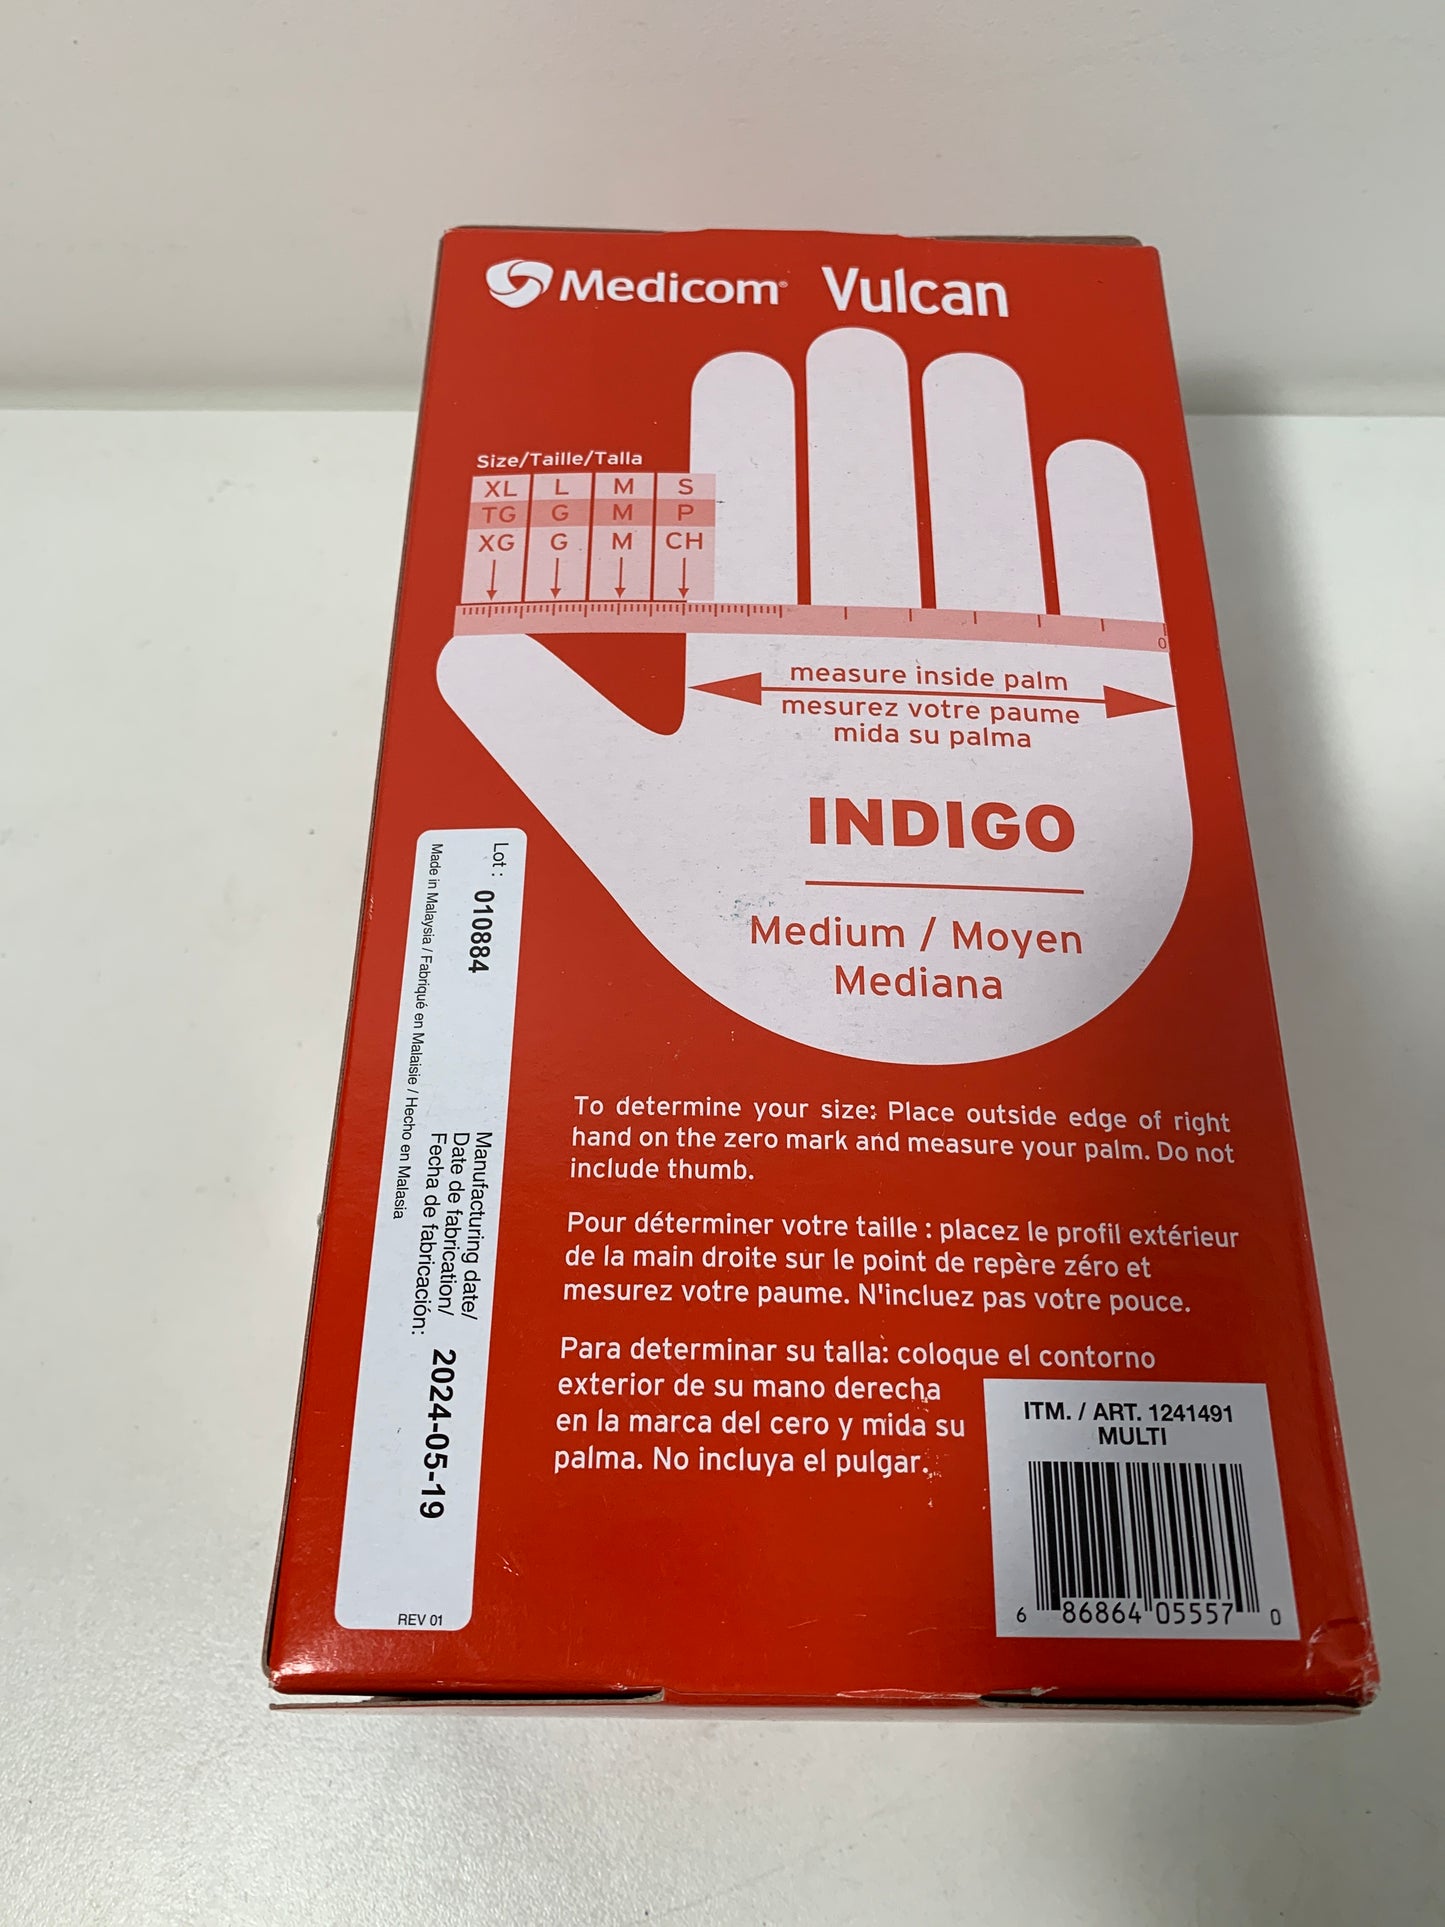 Medicom® Vulcan
Size/Taille/Talla
XL L M S
TG G M P
XG G M CH
0
measure inside palm
mesurez votre paume
mida su palma
INDIGO
Medium / Moyen
Mediana
To determine your size: Place outside edge of right
hand on the zero mark and measure your palm. Do not
include thumb.
Pour déterminer votre taille : placez le profil extérieur
de la main droite sur le point de repère zéro et
mesurez votre paume. N'incluez pas votre pouce.
Para determinar su talla: coloque el contorno
exterior de su mano derecha
en la marca del cero y mida su
palma. No incluya el pulgar.
Lot : 010884
Made in Malaysia / Fabriqué en Malaisie / Hecho en Malasia
Manufacturing date/
Date de fabrication/
Fecha de fabricación: 2024-05-19
REV 01
ITM. / ART. 1241491
MULTI
6 86864 05557 0